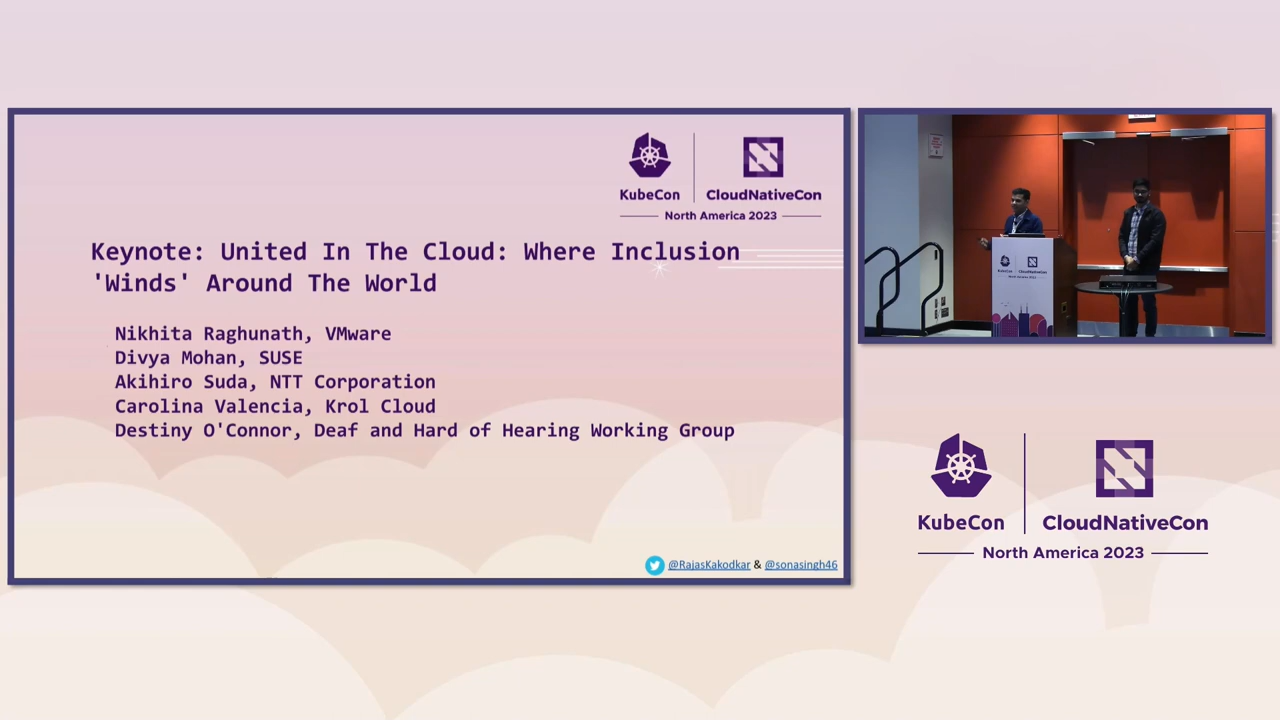 KubeCon
CloudNativeCon
North America 2023
Keynote: United In The Cloud: Where Inclusion
'Winds' Around The World
Nikhita Raghunath, VMware
Divya Mohan, SUSE
Akihiro Suda, NTT Corporation
Carolina Valencia, Krol Cloud
Destiny O'Connor, Deaf and Hard of Hearing Working Group
@RajasKakodkar & @sonasingh46
KubeCon
CloudNativeCon
North America 2023